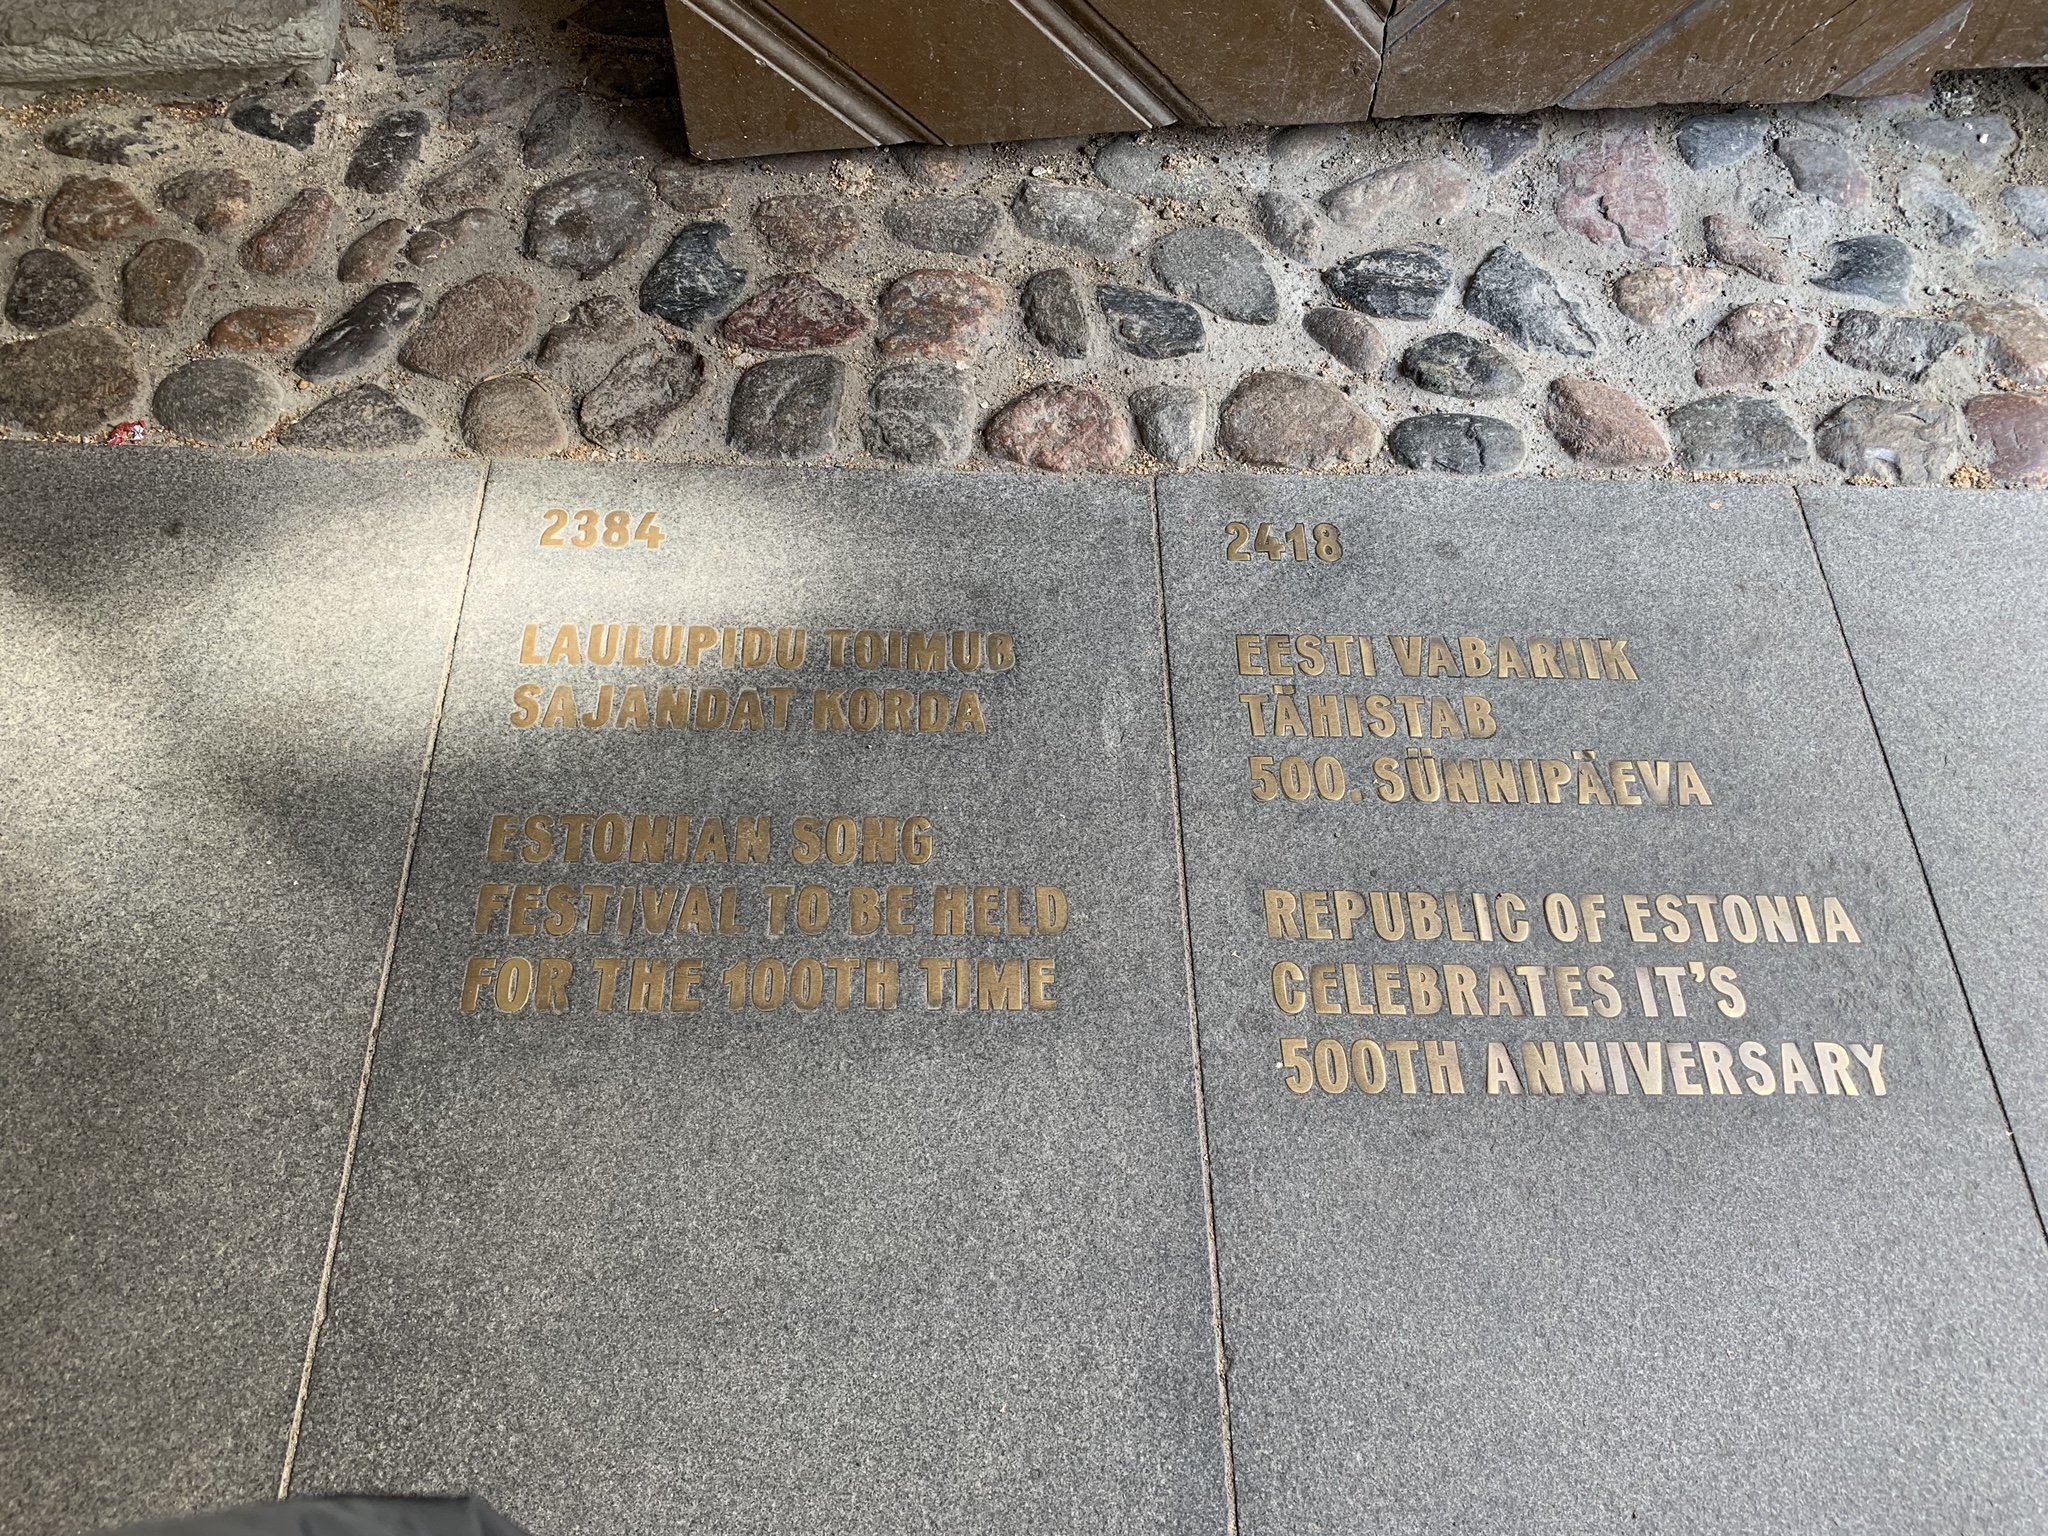 2384
LAULUPIDU TOIMUB
SAJANDAT KORDA
ESTONIAN SONG
FESTIVAL TO BE HELD
FOR THE 100TH TIME
2418
EESTI VABARIIK
TÄHISTAB
500. SÜNNIPÄEVA
REPUBLIC OF ESTONIA
CELEBRATES IT'S
500TH ANNIVERSARY